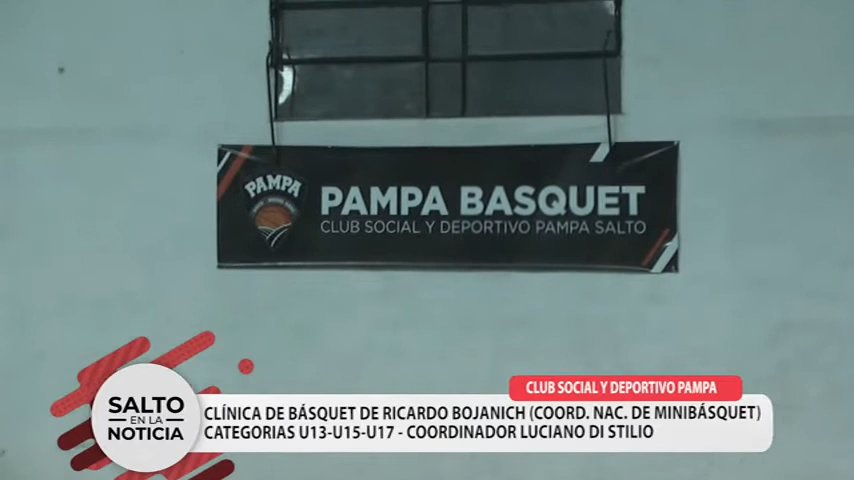 PAMPA
PAMPA BASQUET
CLUB SOCIAL Y DEPORTIVO PAMPA SALTO
CLUB SOCIAL Y DEPORTIVO PAMPA
SALTO
EN LA
NOTICIA
CLÍNICA DE BÁSQUET DE RICARDO BOJANICH (COORD. NAC. DE MINIBÁSQUET)
CATEGORIAS U13-U15-U17 - COORDINADOR LUCIANO DI STILIO